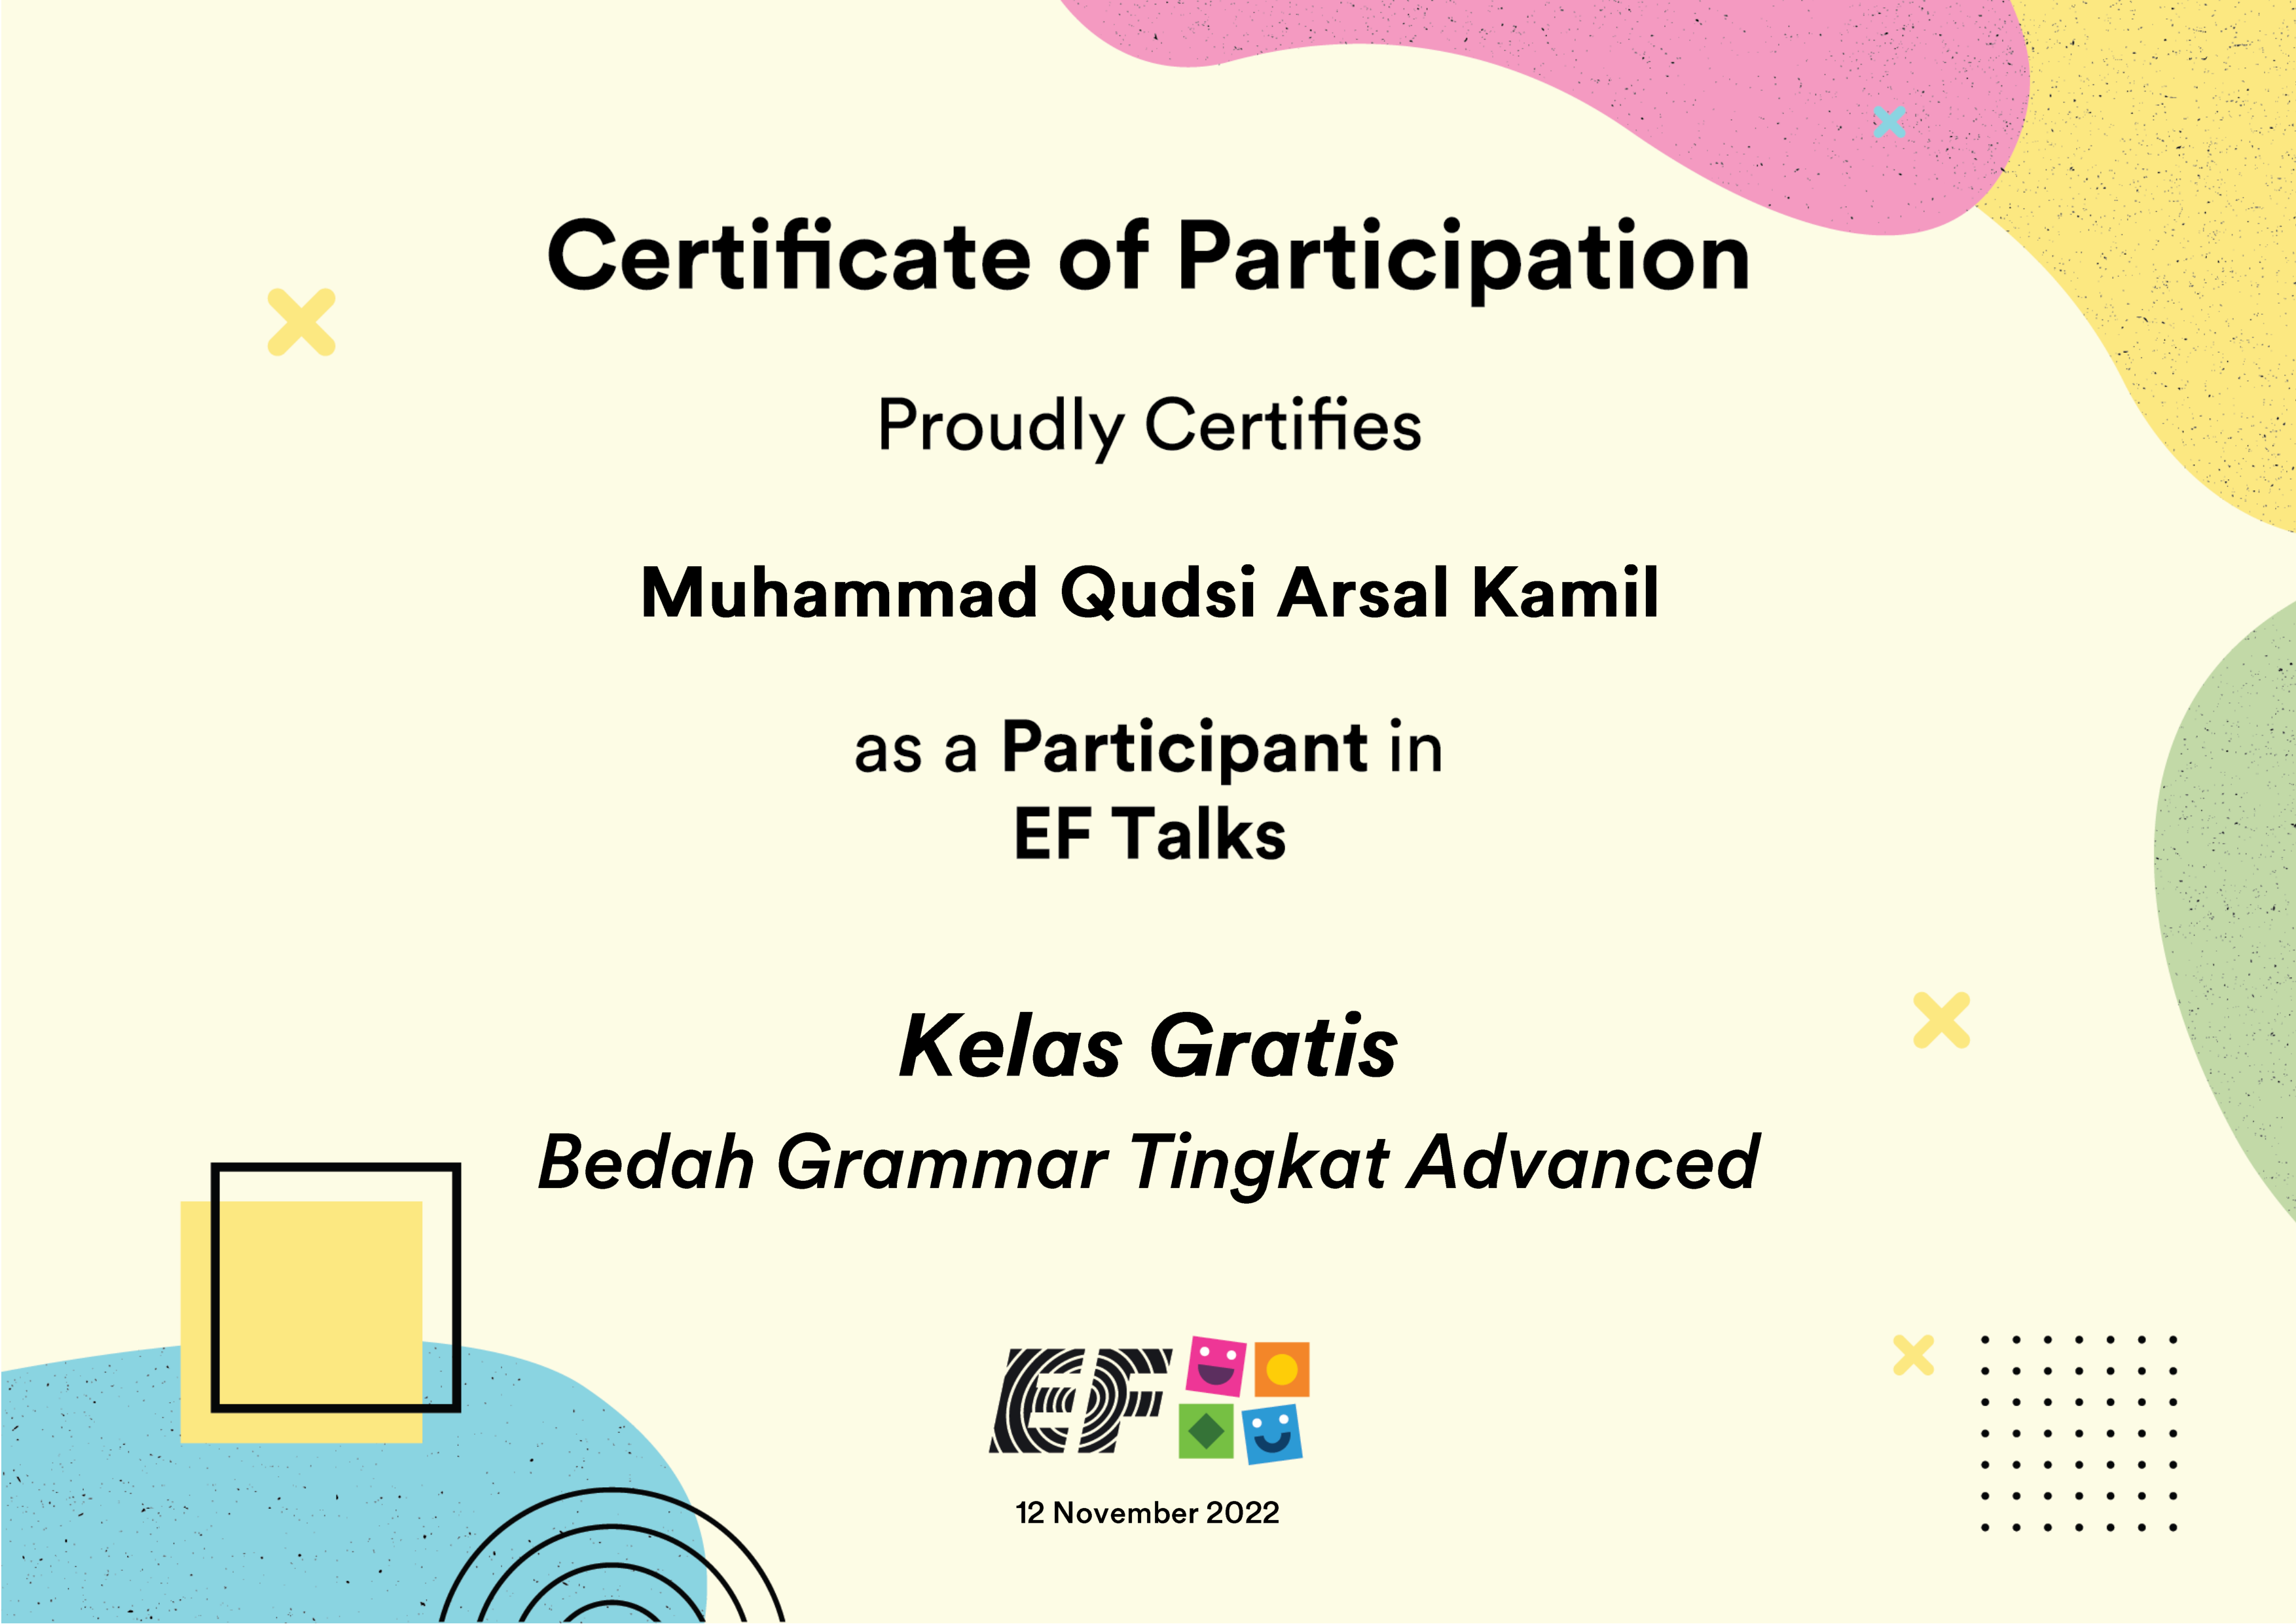 Certificate of Participation
Proudly Certifies
Muhammad Qudsi Arsal Kamil
as a Participant in
EF Talks
Kelas Gratis
Bedah Grammar Tingkat Advanced
EF
12 November 2022